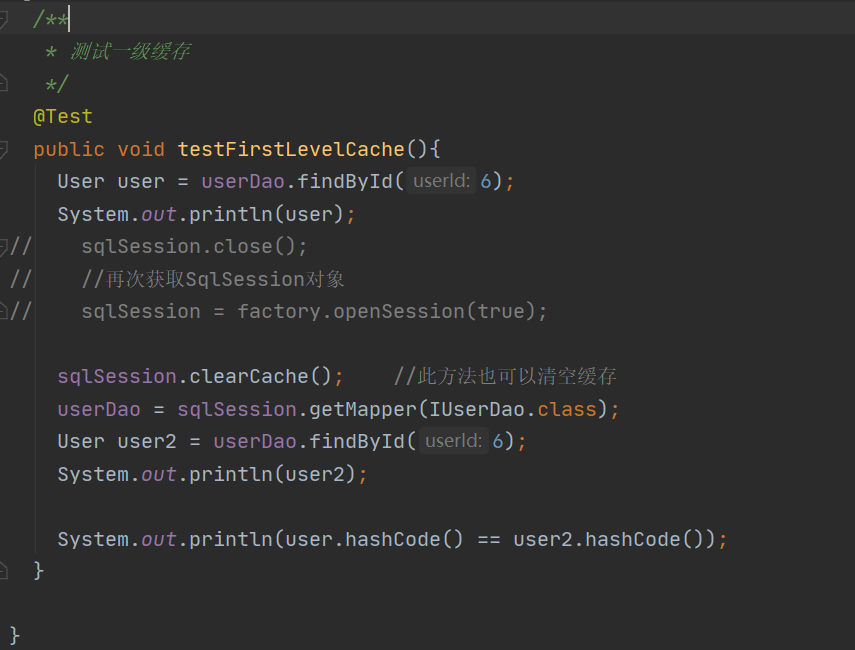 /**
 * 测试一级缓存
 */
@Test
public void testFirstLevelCache(){
  User user = userDao.findById( userId: 6);
  System.out.println(user);
//    sqlSession.close();
//    //再次获取SqlSession对象
//    sqlSession = factory.openSession(true);
  sqlSession.clearCache();    //此方法也可以清空缓存
  userDao = sqlSession.getMapper(IUserDao.class);
  User user2 = userDao.findById( userId: 6);
  System.out.println(user2);
  System.out.println(user.hashCode() == user2.hashCode());
}
}